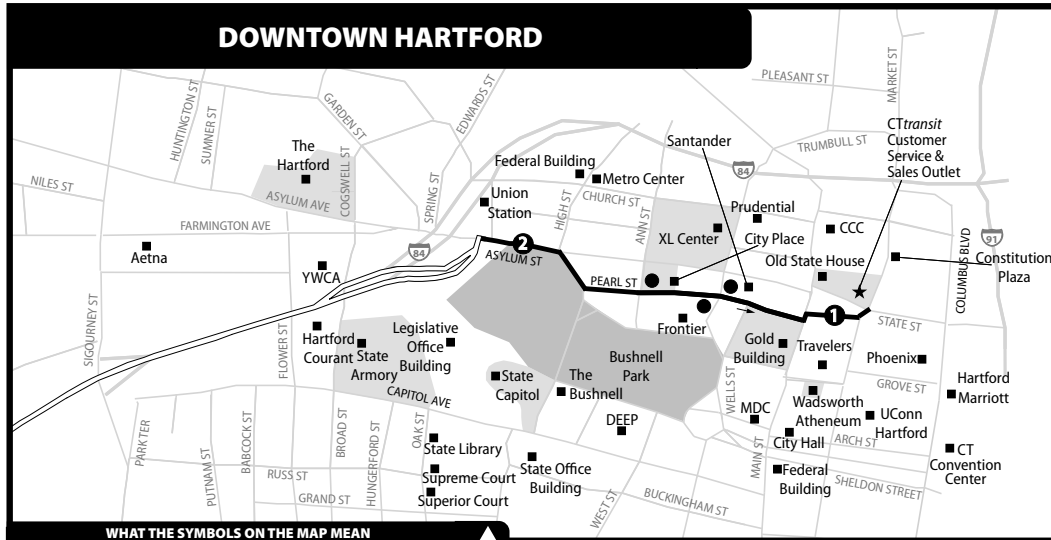 DOWNTOWN HARTFORD
PLEASANT ST
MARKET ST
HUNTINGTON ST
SUMNER ST
GARDEN ST
EDWARDS ST
CTtransit
Customer
Service &
Sales Outlet
Santander
TRUMBULL ST
The
Hartford
COGSWELL ST
Federal Building
Metro Center
84
NILES ST
ASYLUM AVE
SPRING ST
Union
Station
HIGH ST
CHURCH ST
ANN ST
Prudential
FARMINGTON AVE
84
2
XL Center
City Place
CCC
91
COLUMBUS BLVD
Aetna
ASYLUM ST
Old State House
Constitution
Plaza
YWCA
PEARL ST
1
STATE ST
SIGOURNEY ST
FLOWER ST
Hartford
Courant
State
Armory
Legislative
Office
Building
Frontier
Gold
Building
Travelers
Phoenix
Bushnell
Park
WELLS ST
GROVE ST
State
Capitol
The
Bushnell
Hartford
Marriott
CAPITOL AVE
Wadsworth
Atheneum
MDC
UConn
Hartford
DEEP
City Hall
ARCH ST
PARKTER
PUTNAM ST
BABCOCK ST
BROAD ST
HUNGERFORD ST
OAK ST
State Library
MAIN ST
CT
Convention
Center
RUSS ST
Supreme Court
State Office
Building
Federal
Building
SHELDON STREET
GRAND ST
Superior Court
WEST ST
BUCKINGHAM ST
WHAT THE SYMBOLS ON THE MAP MEAN